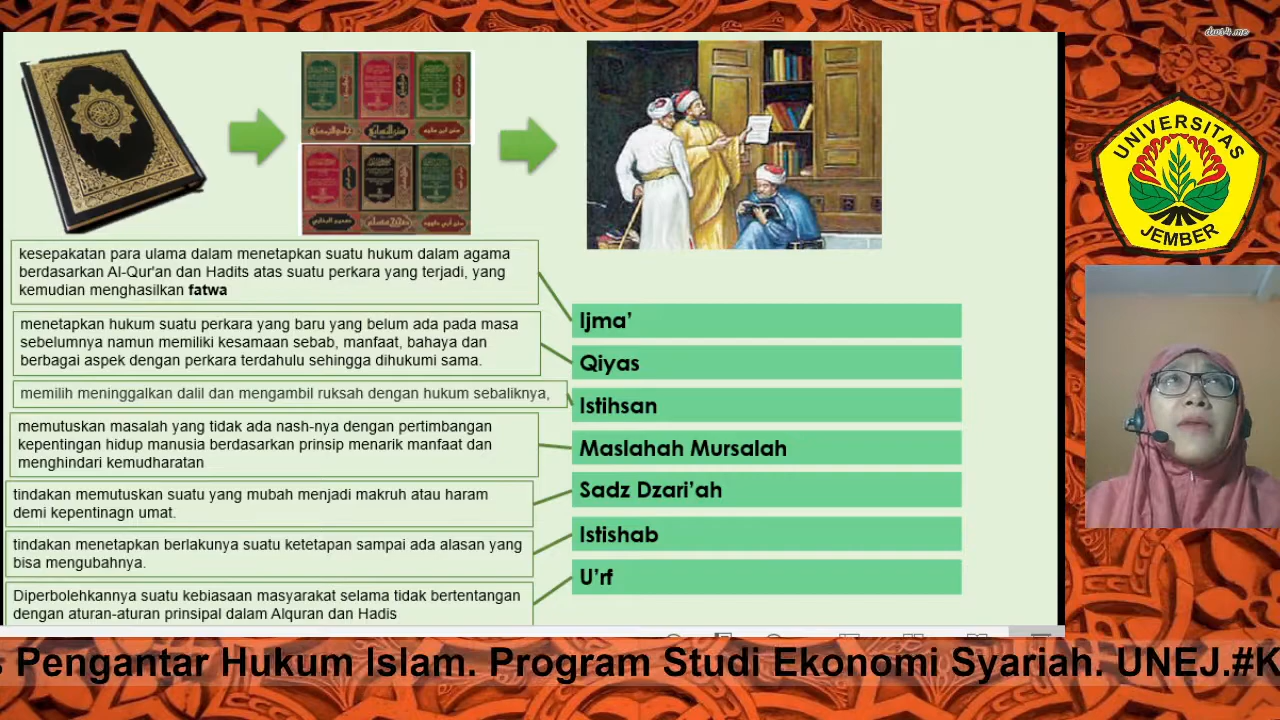 dws4.me
UNIVERSITAS
JEMBER
kesepakatan para ulama dalam menetapkan suatu hukum dalam agama
berdasarkan Al-Qur'an dan Hadits atas suatu perkara yang terjadi, yang
kemudian menghasilkan fatwa
Ijma’
menetapkan hukum suatu perkara yang baru yang belum ada pada masa
sebelumnya namun memiliki kesamaan sebab, manfaat, bahaya dan
berbagai aspek dengan perkara terdahulu sehingga dihukumi sama.
Qiyas
memilih meninggalkan dalil dan mengambil ruksah dengan hukum sebaliknya,
Istihsan
memutuskan masalah yang tidak ada nash-nya dengan pertimbangan
kepentingan hidup manusia berdasarkan prinsip menarik manfaat dan
menghindari kemudharatan
Maslahah Mursalah
tindakan memutuskan suatu yang mubah menjadi makruh atau haram
demi kepentinagn umat.
Sadz Dzari’ah
tindakan menetapkan berlakunya suatu ketetapan sampai ada alasan yang
bisa mengubahnya.
Istishab
Diperbolehkannya suatu kebiasaan masyarakat selama tidak bertentangan
dengan aturan-aturan prinsipal dalam Alquran dan Hadis
U’rf
s Pengantar Hukum Islam. Program Studi Ekonomi Syariah. UNEJ.#K